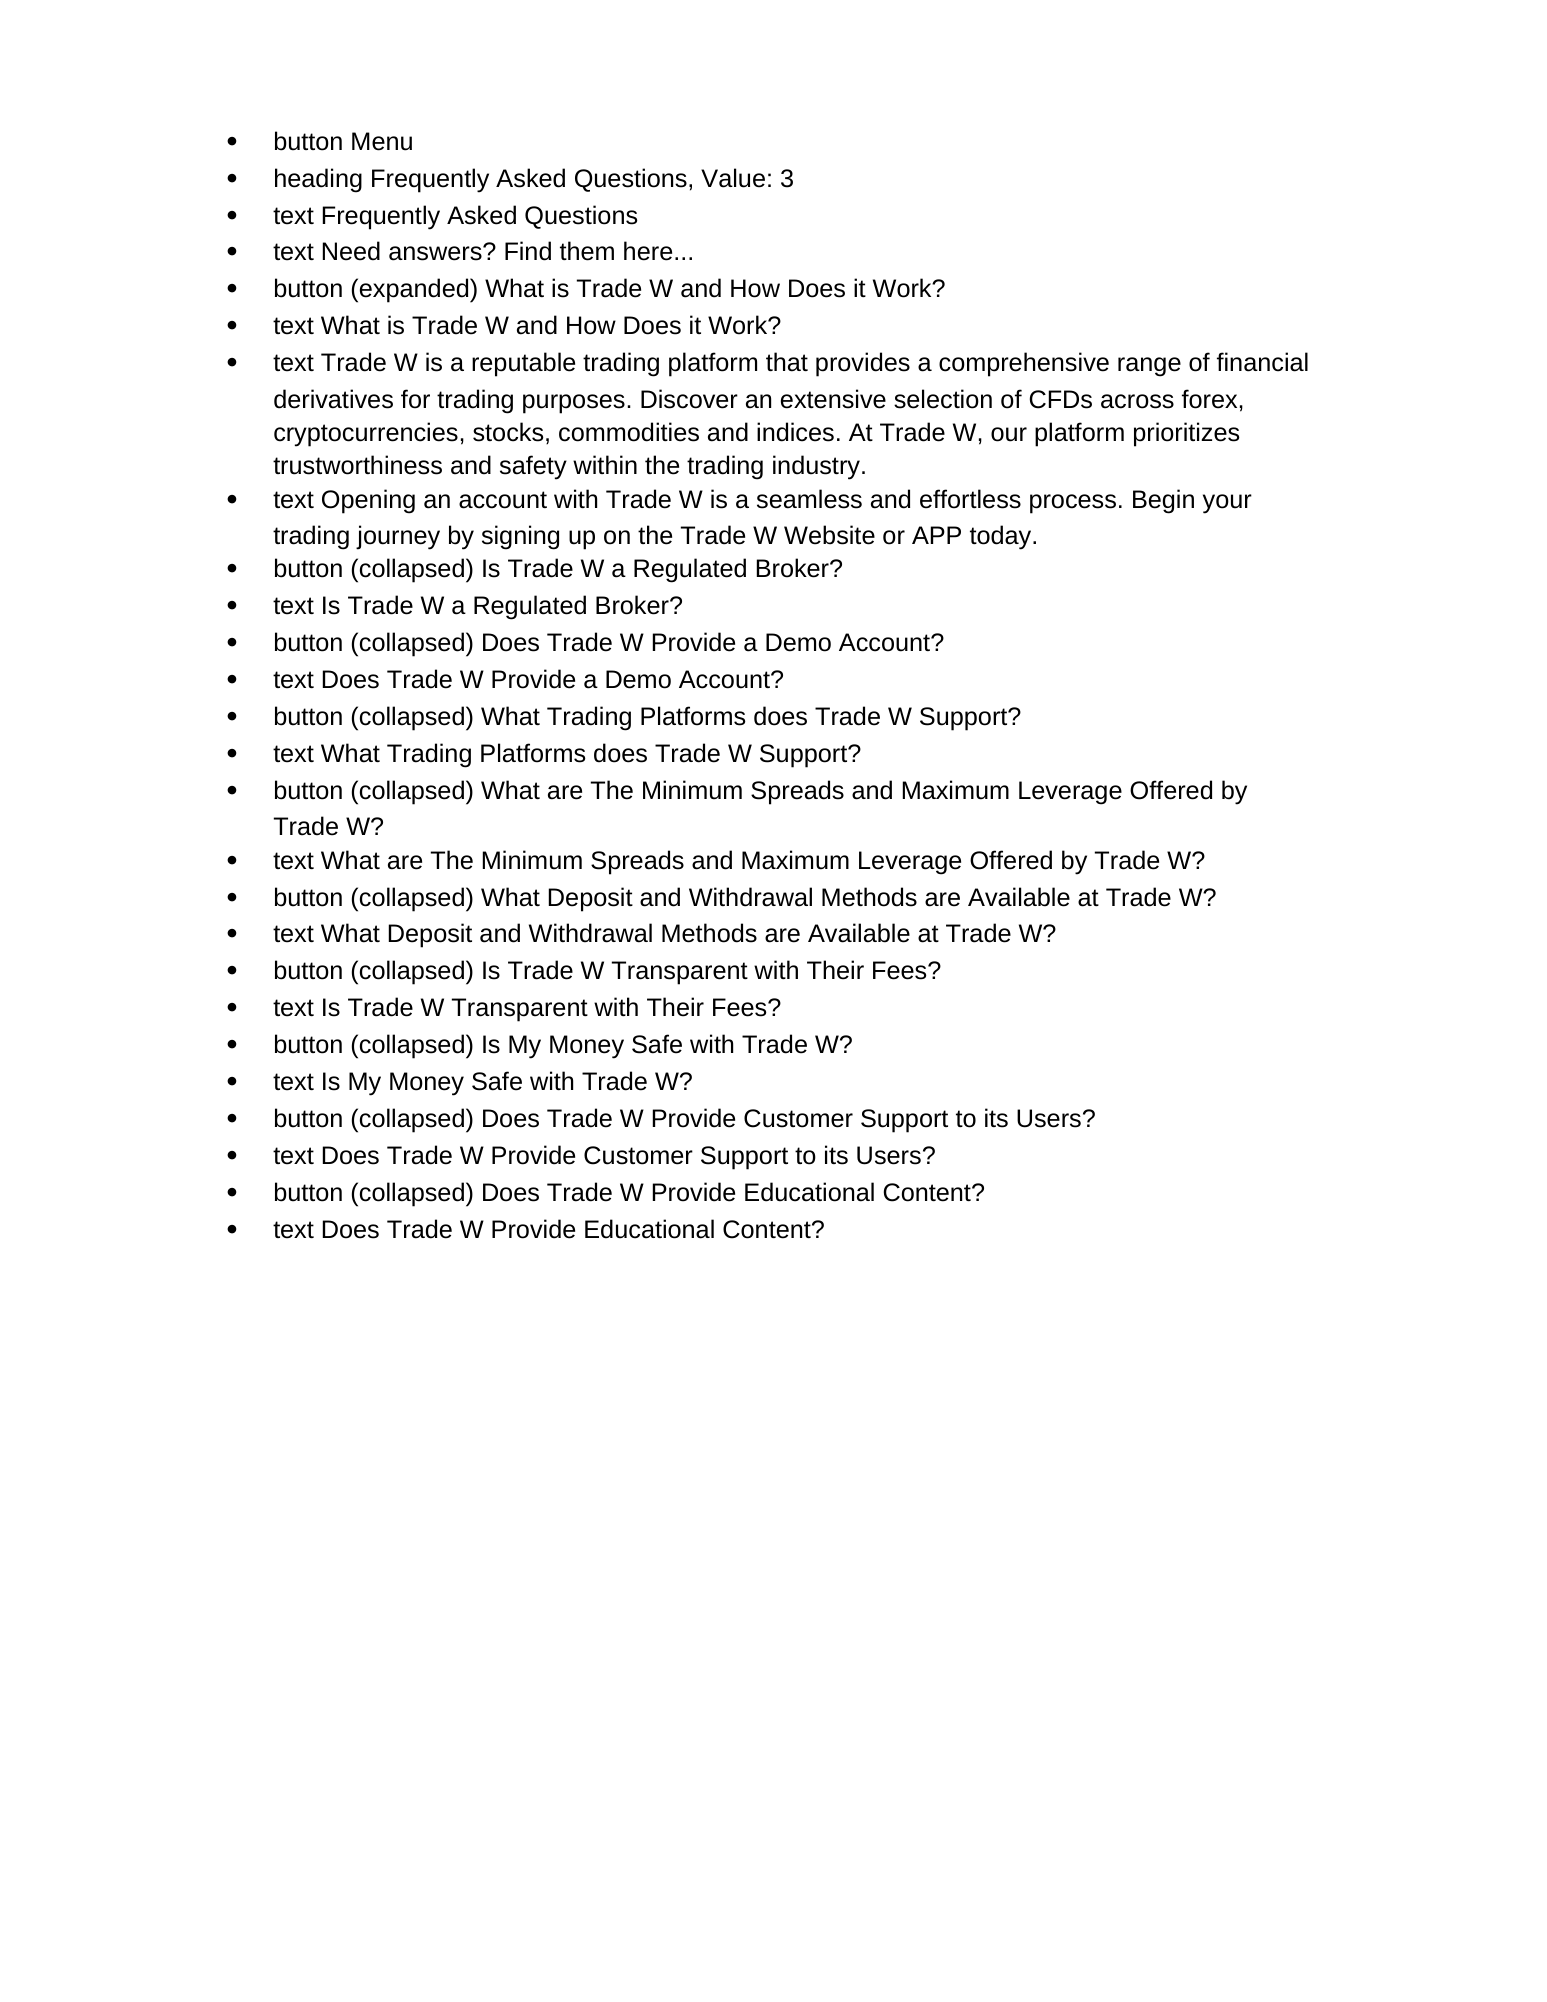 • button Menu
• heading Frequently Asked Questions, Value: 3
• text Frequently Asked Questions
• text Need answers? Find them here...
• button (expanded) What is Trade W and How Does it Work?
• text What is Trade W and How Does it Work?
• text Trade W is a reputable trading platform that provides a comprehensive range of financial
derivatives for trading purposes. Discover an extensive selection of CFDs across forex,
cryptocurrencies, stocks, commodities and indices. At Trade W, our platform prioritizes
trustworthiness and safety within the trading industry.
• text Opening an account with Trade W is a seamless and effortless process. Begin your
trading journey by signing up on the Trade W Website or APP today.
• button (collapsed) Is Trade W a Regulated Broker?
• text Is Trade W a Regulated Broker?
• button (collapsed) Does Trade W Provide a Demo Account?
• text Does Trade W Provide a Demo Account?
• button (collapsed) What Trading Platforms does Trade W Support?
• text What Trading Platforms does Trade W Support?
• button (collapsed) What are The Minimum Spreads and Maximum Leverage Offered by
Trade W?
• text What are The Minimum Spreads and Maximum Leverage Offered by Trade W?
• button (collapsed) What Deposit and Withdrawal Methods are Available at Trade W?
• text What Deposit and Withdrawal Methods are Available at Trade W?
• button (collapsed) Is Trade W Transparent with Their Fees?
• text Is Trade W Transparent with Their Fees?
• button (collapsed) Is My Money Safe with Trade W?
• text Is My Money Safe with Trade W?
• button (collapsed) Does Trade W Provide Customer Support to its Users?
• text Does Trade W Provide Customer Support to its Users?
• button (collapsed) Does Trade W Provide Educational Content?
• text Does Trade W Provide Educational Content?